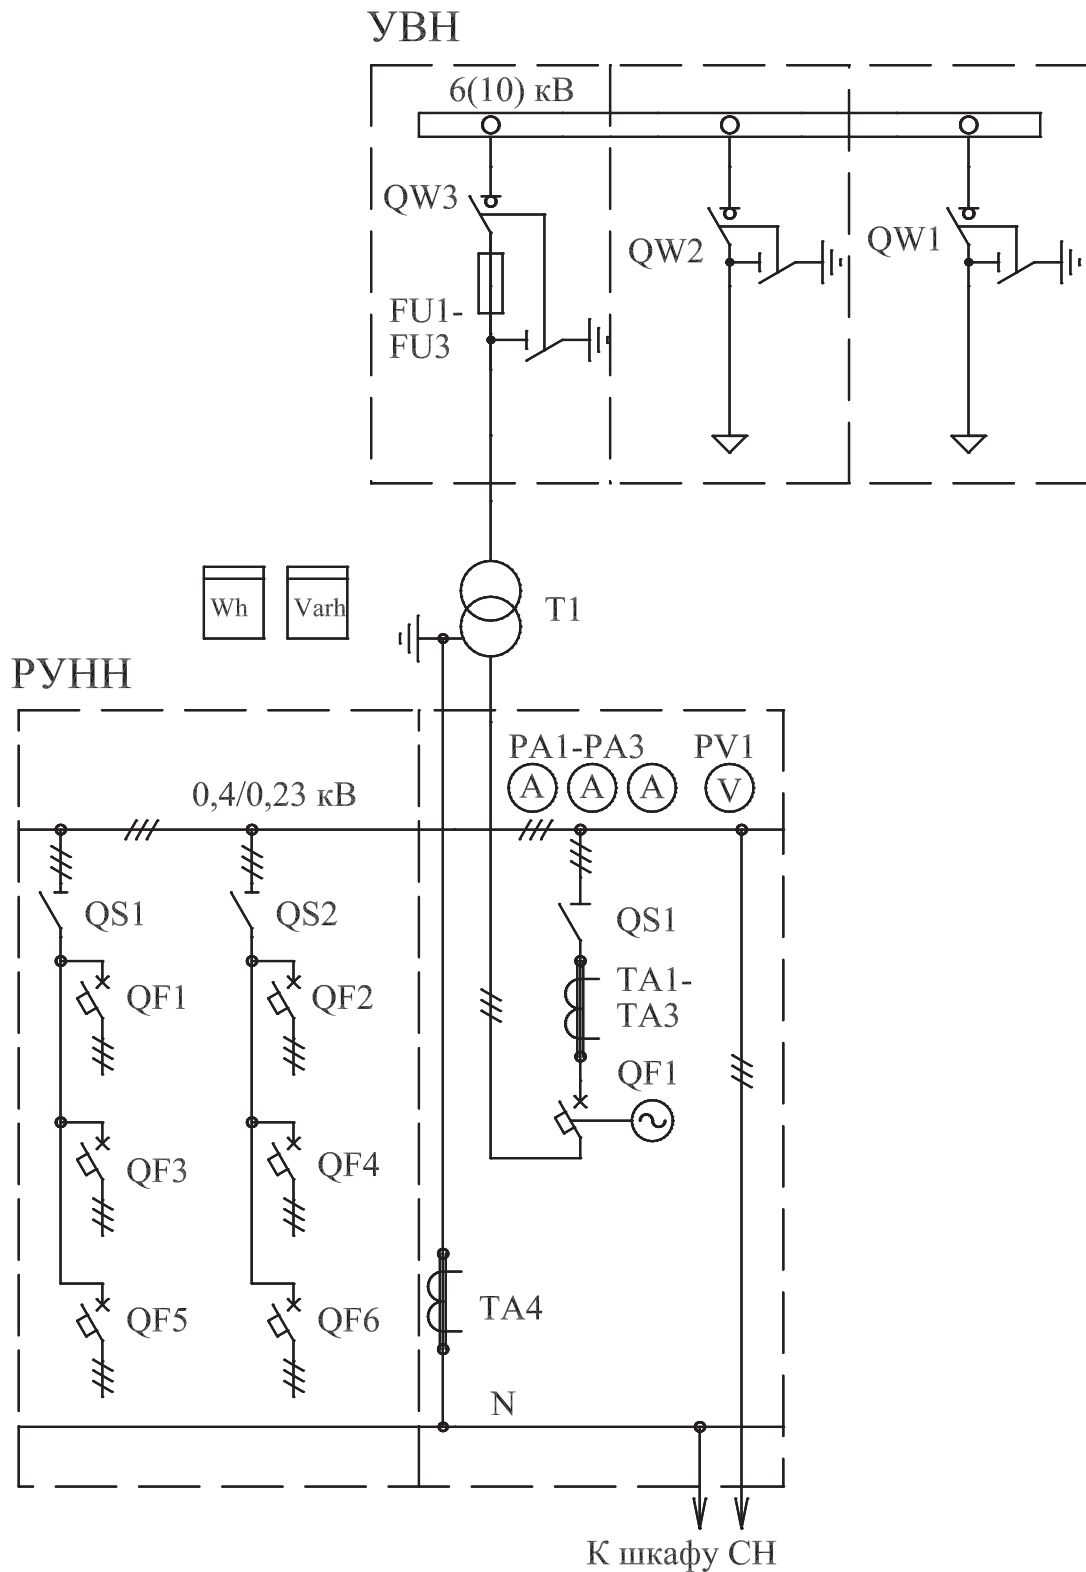 УВН
6(10) кВ
QW3
QW2
QW1
FU1-
FU3
Wh
Varh
T1
РУНН
PA1-PA3
PV1
A
A
A
V
0,4/0,23 кВ
QS1
QS2
QS1
TA1-
TA3
QF1
QF2
QF1
QF3
QF4
QF5
QF6
TA4
N
К шкафу СН